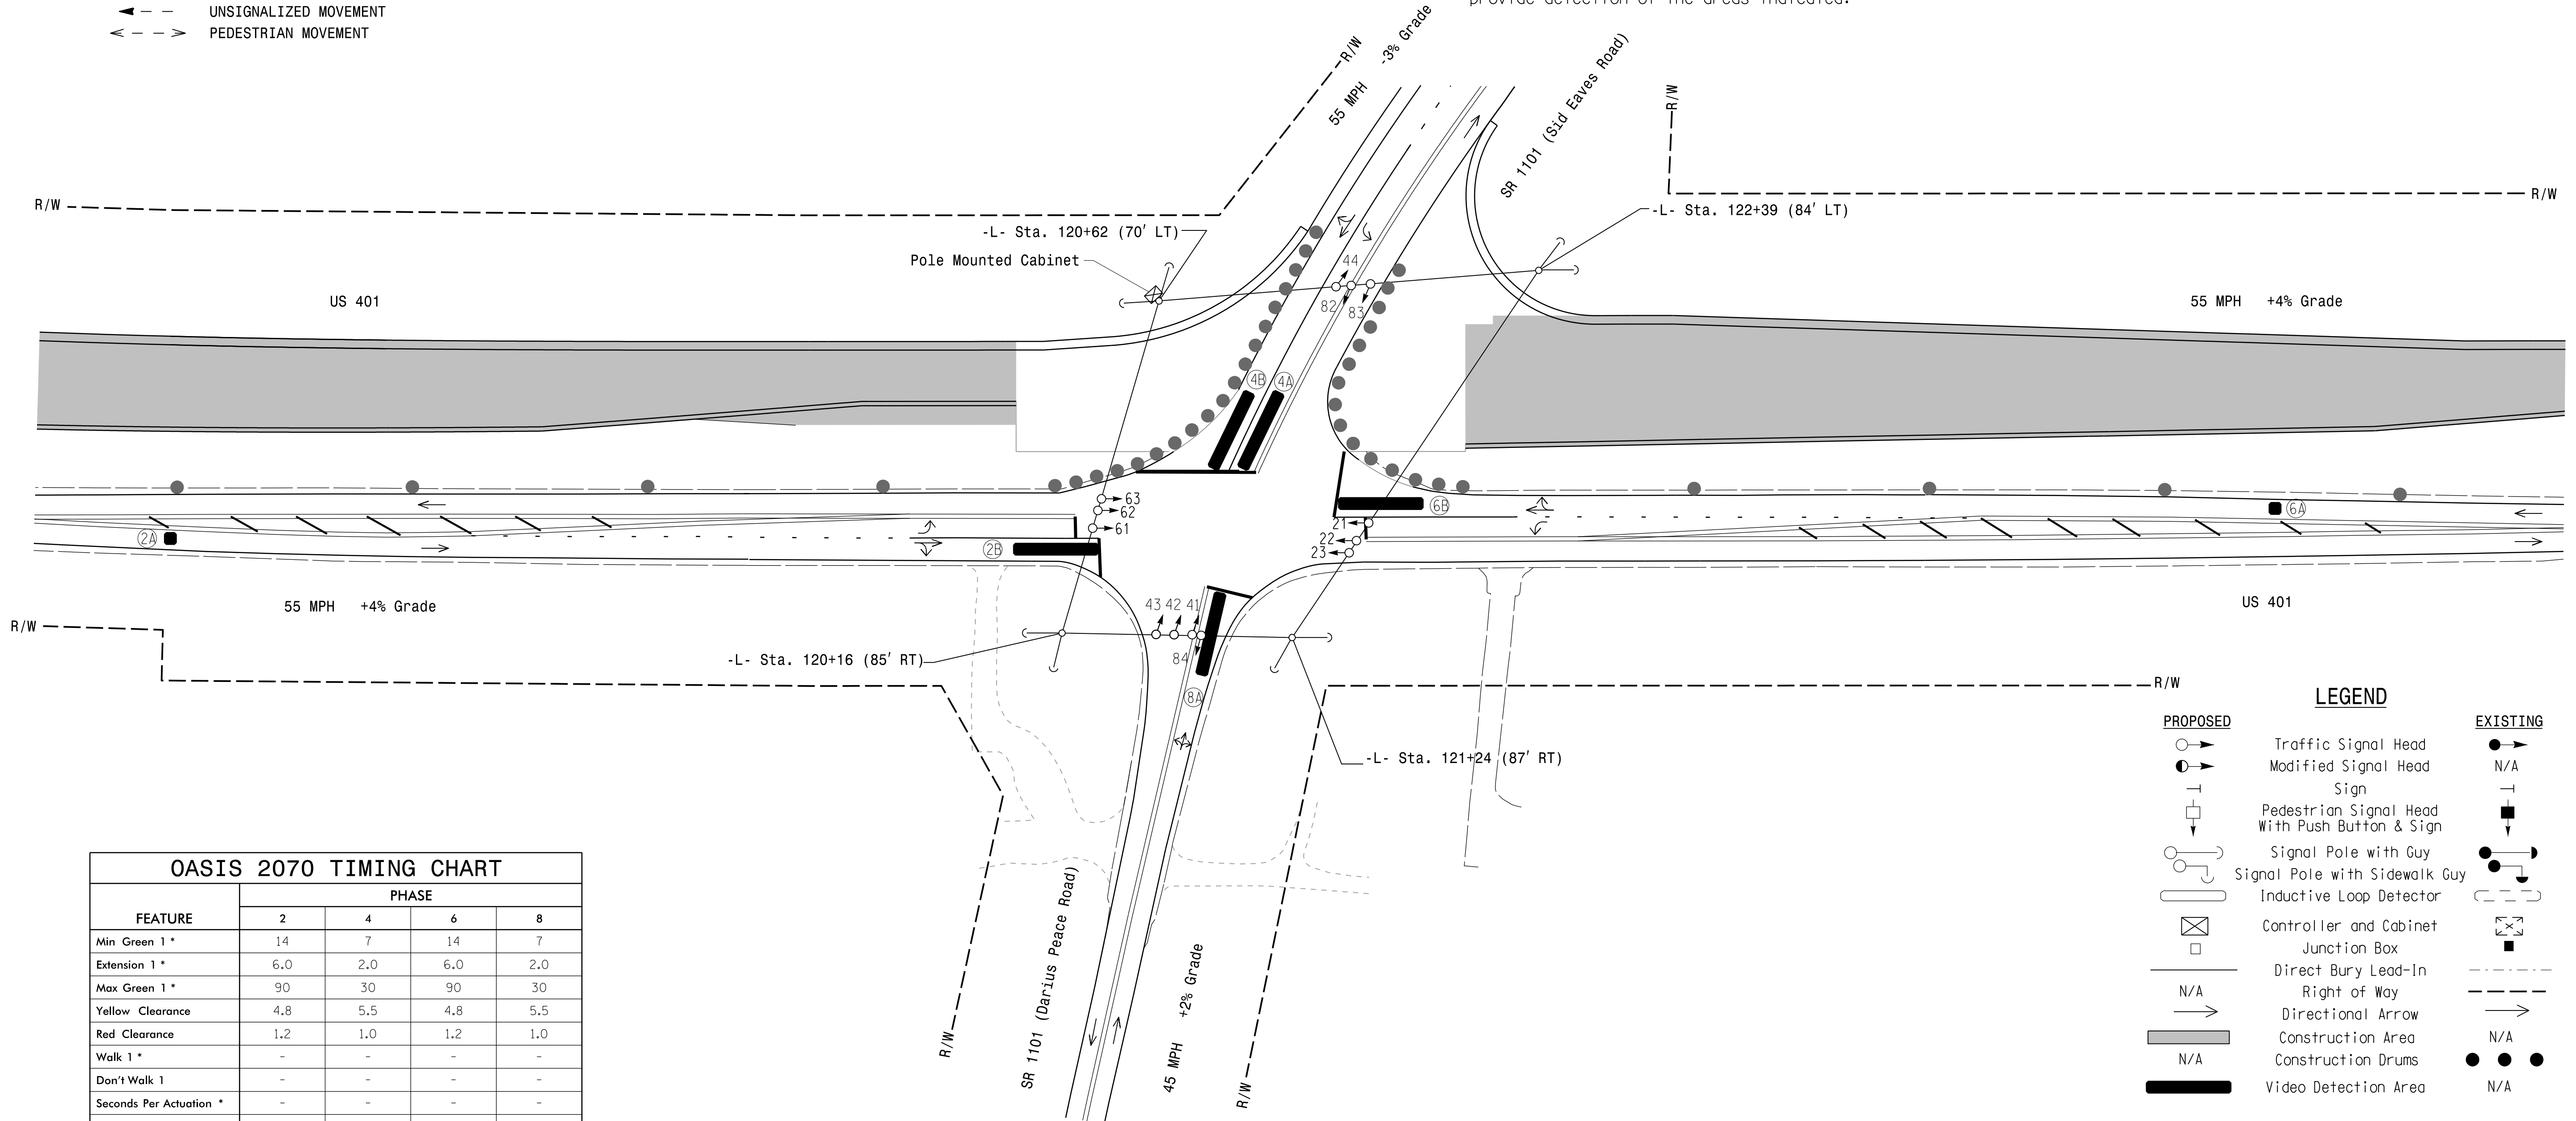 UNSIGNALIZED MOVEMENT
PEDESTRIAN MOVEMENT
provide detection of the areas indicated.
R/W
55 MPH -3% Grade
SR 1101 (Sid Eaves Road)
R/W
R/W
R/W
-L- Sta. 120+62 (70' LT)
-L- Sta. 122+39 (84' LT)
Pole Mounted Cabinet
44
82
83
US 401
55 MPH +4% Grade
4B
4A
63
62
61
6B
6A
21
22
23
2A
2B
55 MPH +4% Grade
US 401
43 42 41
84
8A
R/W
-L- Sta. 120+16 (85' RT)
-L- Sta. 121+24 (87' RT)
R/W
R/W
R/W
SR 1101 (Darius Peace Road)
45 MPH +2% Grade
OASIS 2070 TIMING CHART
PHASE
FEATURE 2 4 6 8
Min Green 1 * 14 7 14 7
Extension 1 * 6.0 2.0 6.0 2.0
Max Green 1 * 90 30 90 30
Yellow Clearance 4.8 5.5 4.8 5.5
Red Clearance 1.2 1.0 1.2 1.0
Walk 1 * - - - -
Don't Walk 1 - - - -
Seconds Per Actuation * - - - -
LEGEND
PROPOSED EXISTING
Traffic Signal Head
Modified Signal Head N/A
Sign
Pedestrian Signal Head
With Push Button & Sign
Signal Pole with Guy
Signal Pole with Sidewalk Guy
Inductive Loop Detector
Controller and Cabinet
Junction Box
Direct Bury Lead-In
N/A Right of Way
Directional Arrow
Construction Area N/A
N/A Construction Drums
Video Detection Area N/A